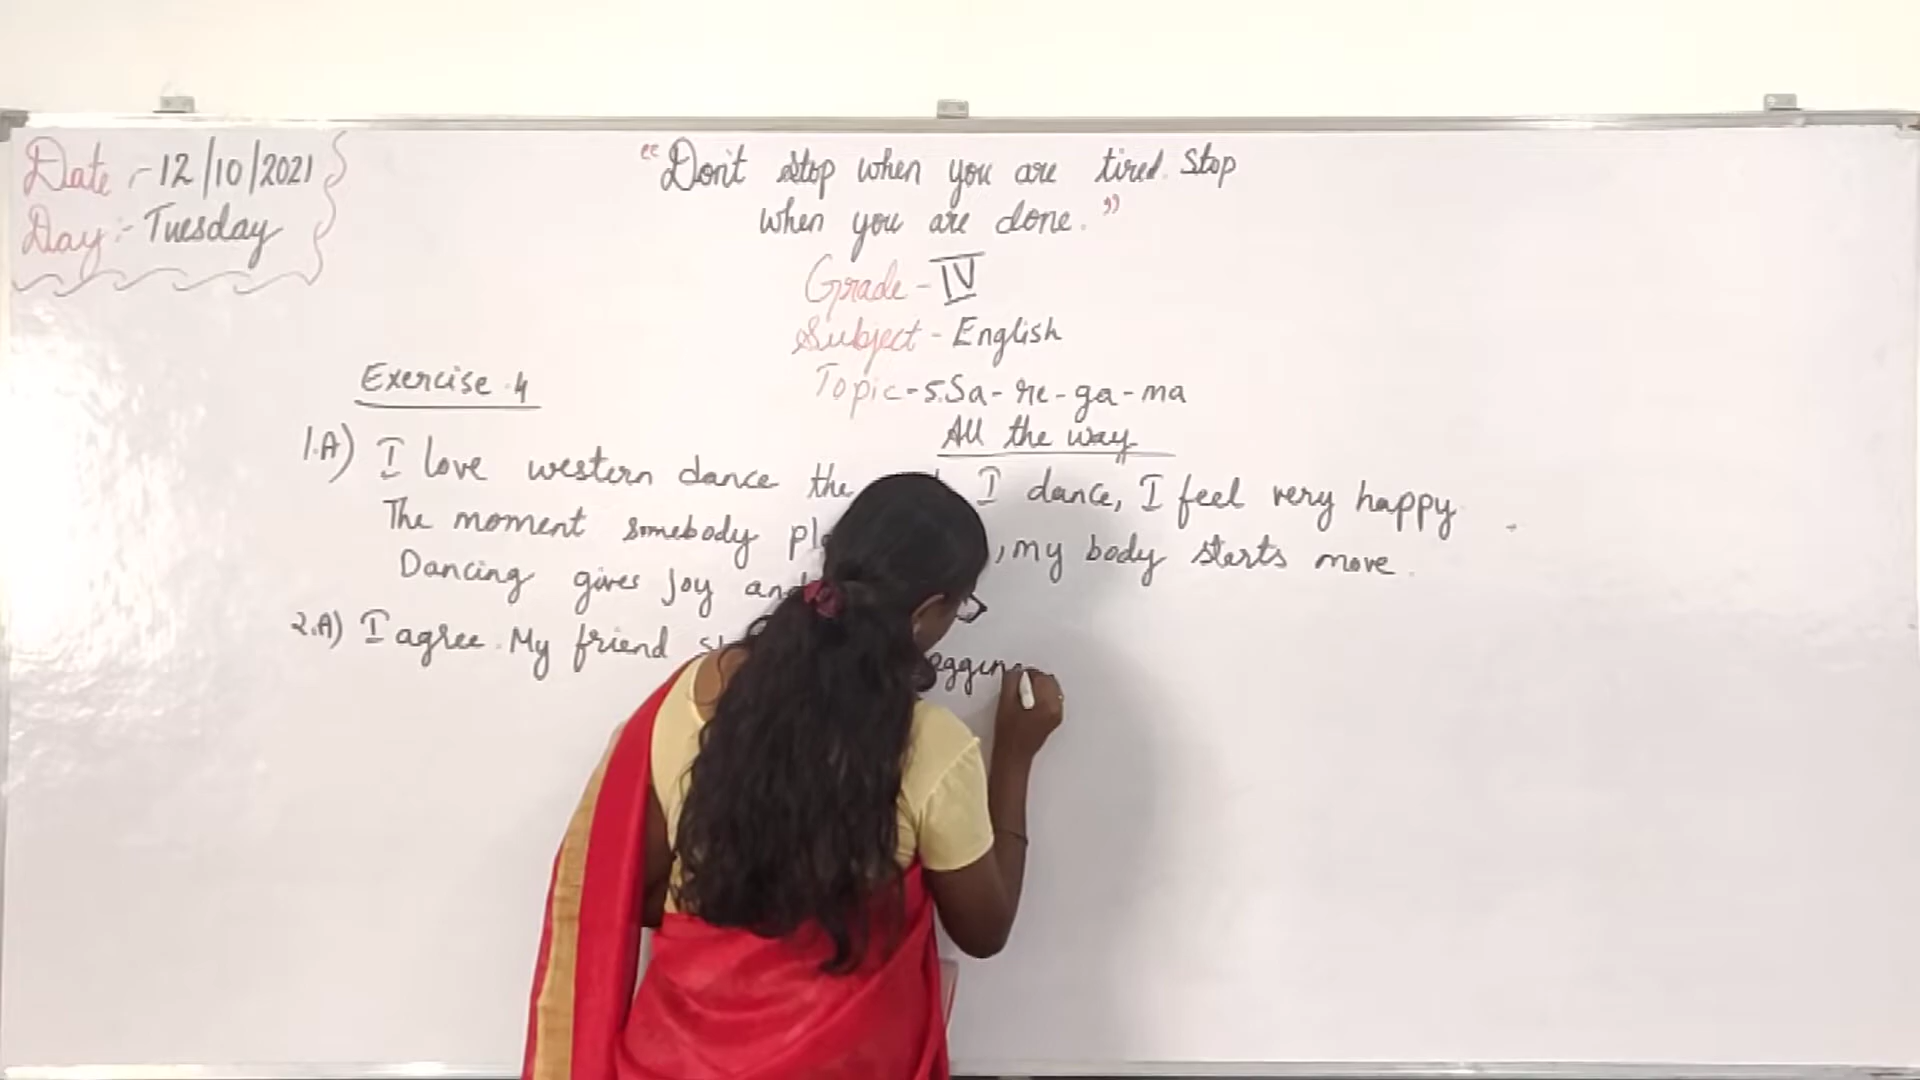 Date :- 12/10/2021
Day :- Tuesday
"Don't stop when you are tired. Stop
when you are done."
Grade - IV
Subject - English
Topic - 5. Sa - re - ga - ma
All the way
Exercise - 4
1.A) I love western dance the I dance, I feel very happy.
The moment somebody , my body starts move.
Dancing gives joy and
2.A) I agree. My friend